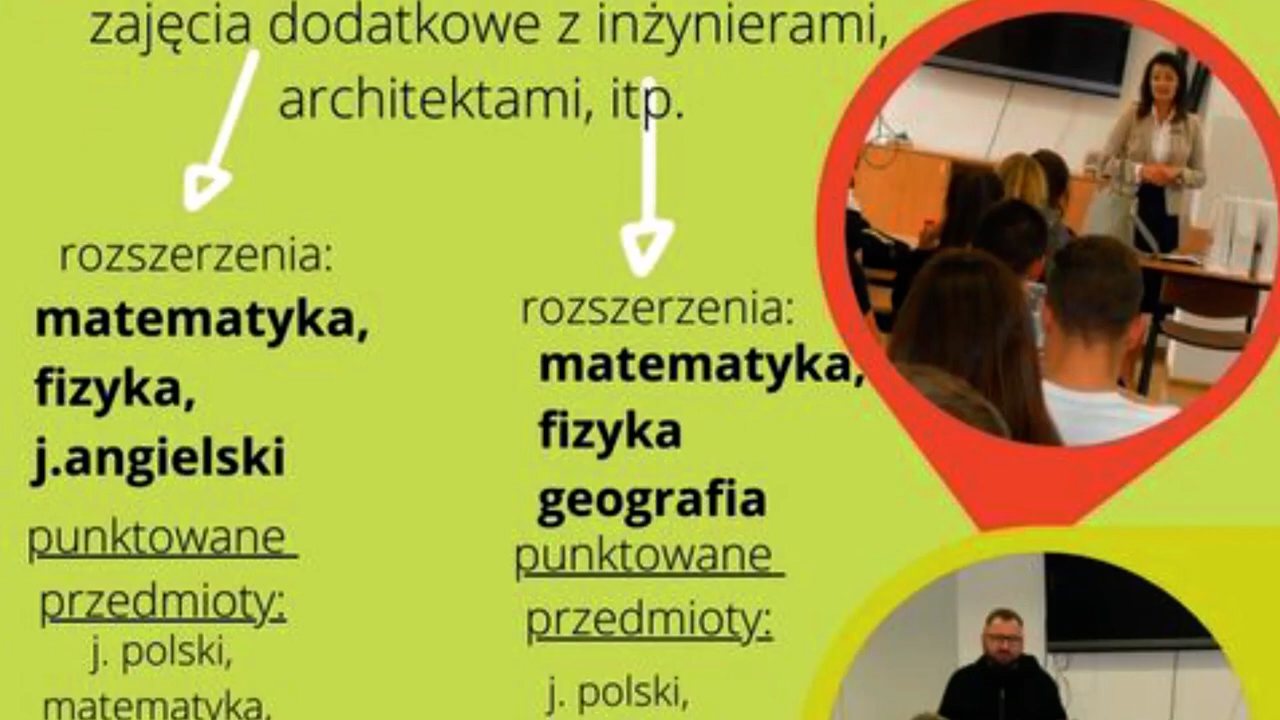 zajęcia dodatkowe z inżynierami,
architektami, itp.
rozszerzenia:
matematyka,
fizyka,
j.angielski
punktowane
przedmioty:
j. polski,
matematyka,
rozszerzenia:
matematyka,
fizyka
geografia
punktowane
przedmioty:
j. polski,